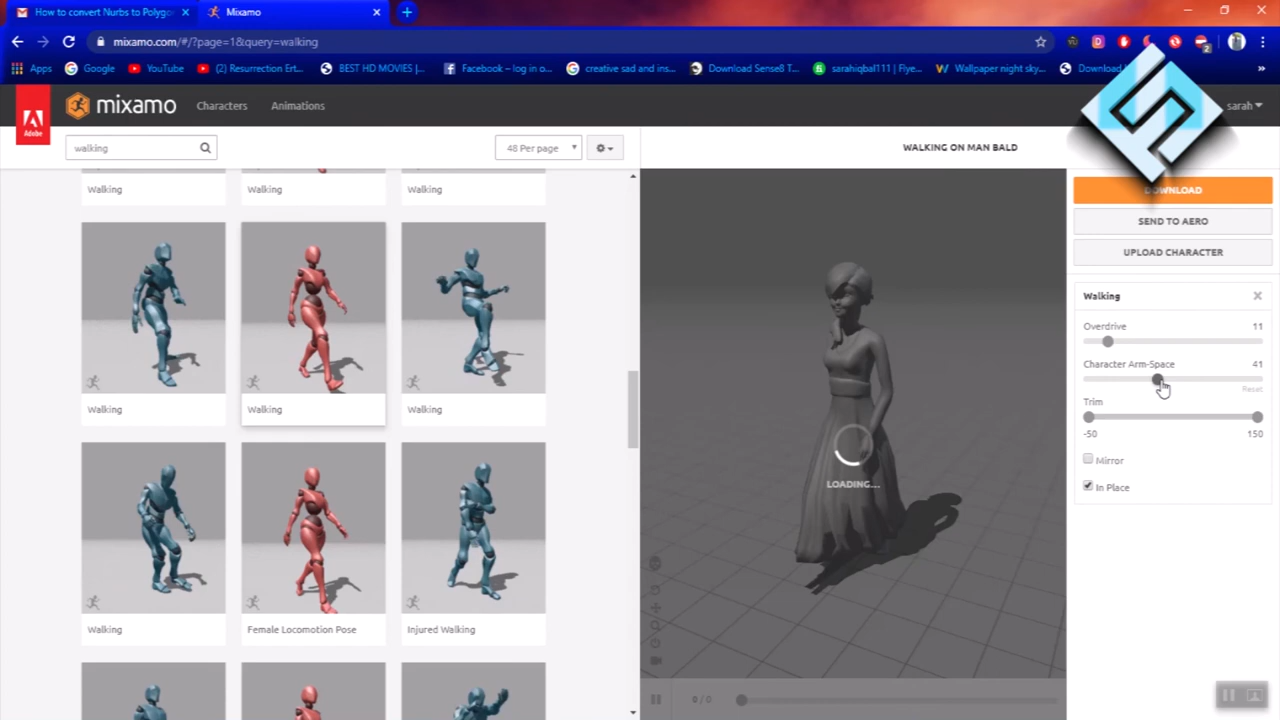 How to convert Nurbs to Polygo
Mixamo
mixamo.com/#/?page=1&query=walking
Apps
Google
YouTube
(2) Resurrection Ert...
BEST HD MOVIES |...
Facebook – log in o...
creative sad and ins...
Download Sense8 T...
sarahiqbal111 | Flye...
Wallpaper night sky...
Download
Adobe
mixamo
Characters
Animations
sarah
walking
48 Per page
WALKING ON MAN BALD
Walking
Walking
Walking
DOWNLOAD
SEND TO AERO
UPLOAD CHARACTER
Walking
Overdrive
11
Character Arm-Space
41
Reset
Trim
-50
150
Mirror
In Place
Walking
Walking
Walking
LOADING...
Walking
Female Locomotion Pose
Injured Walking
0 / 0